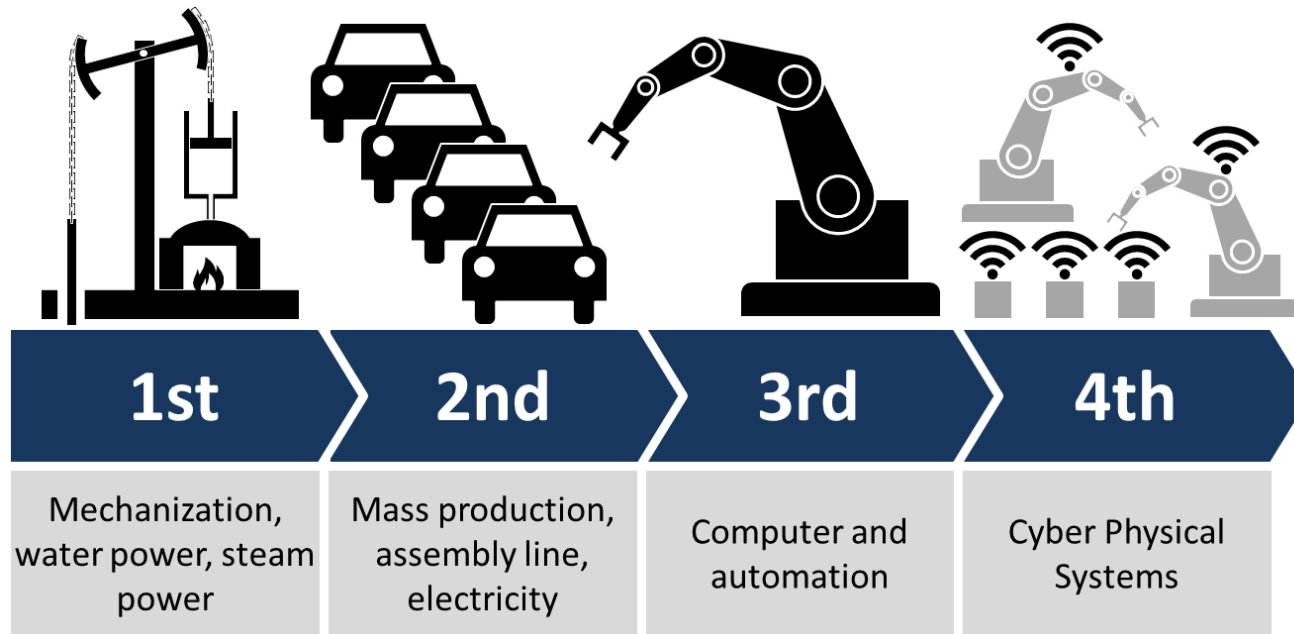 1st
2nd
3rd
4th
Mechanization,
water power, steam
power
Mass production,
assembly line,
electricity
Computer and
automation
Cyber Physical
Systems